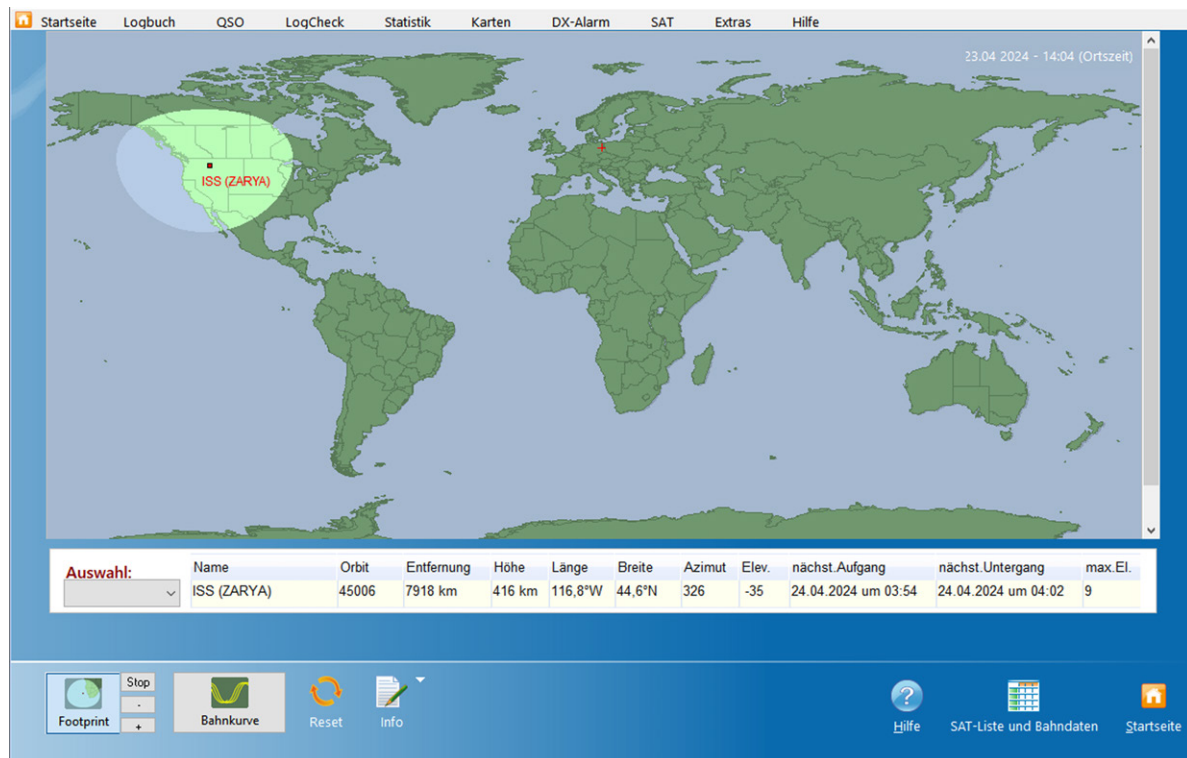 Startseite Logbuch QSO LogCheck Statistik Karten DX-Alarm SAT Extras Hilfe
23.04 2024 - 14:04 (Ortszeit)
ISS (ZARYA)
Auswahl:
Name Orbit Entfernung Höhe Länge Breite Azimut Elev. nächst.Aufgang nächst.Untergang max.El.
ISS (ZARYA) 45006 7918 km 416 km 116,8°W 44,6°N 326 -35 24.04.2024 um 03:54 24.04.2024 um 04:02 9
Footprint
Stop
-
+
Bahnkurve
Reset
Info
Hilfe
SAT-Liste und Bahndaten
Startseite